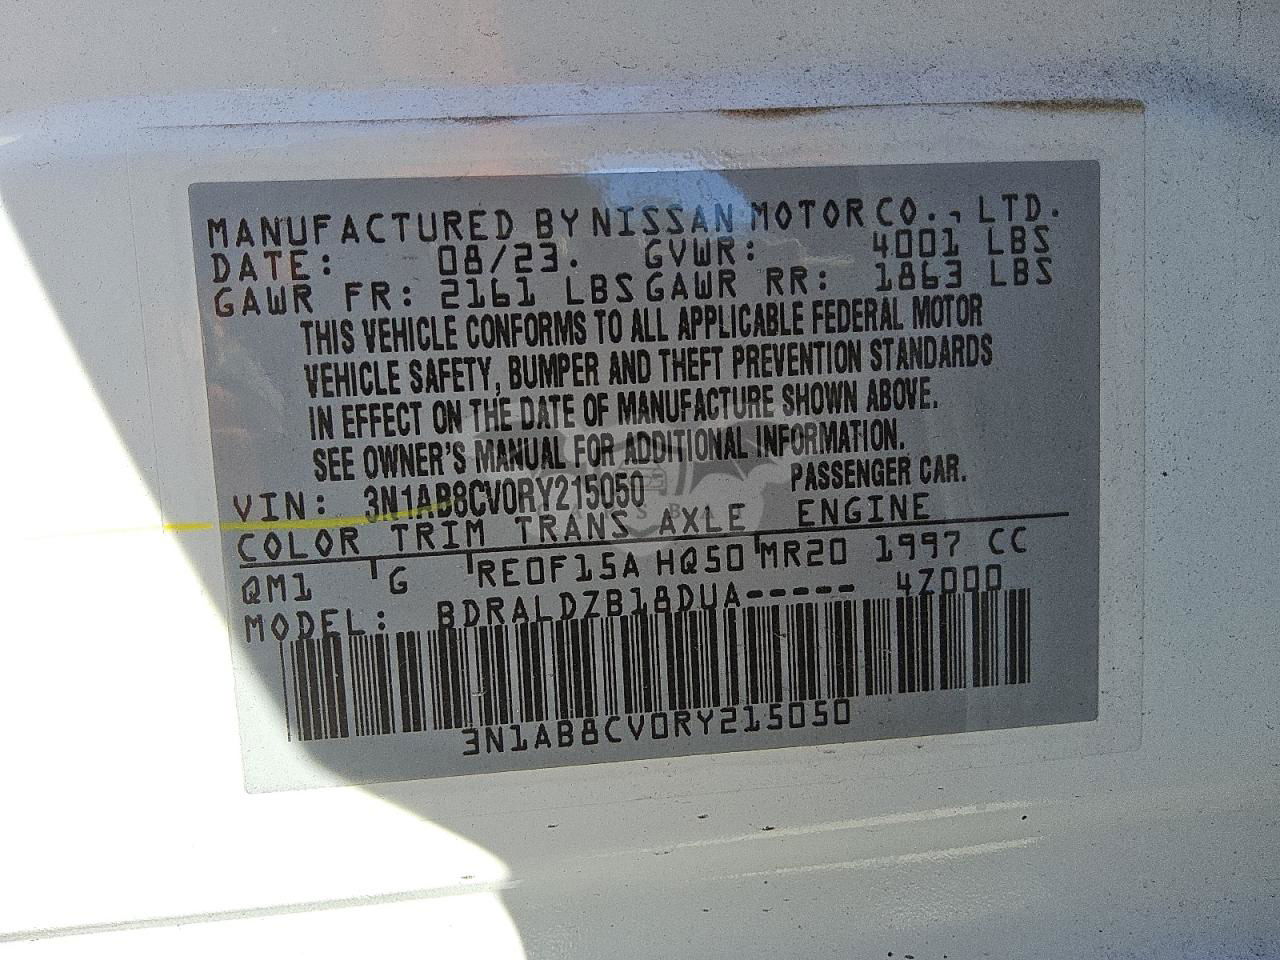 MANUFACTURED BY NISSAN MOTOR CO., LTD.
DATE: 08/23. GVWR: 4001 LBS
GAWR FR: 2161 LBS GAWR RR: 1863 LBS
THIS VEHICLE CONFORMS TO ALL APPLICABLE FEDERAL MOTOR
VEHICLE SAFETY, BUMPER AND THEFT PREVENTION STANDARDS
IN EFFECT ON THE DATE OF MANUFACTURE SHOWN ABOVE.
SEE OWNER'S MANUAL FOR ADDITIONAL INFORMATION.
VIN: 3N1AB8CV0RY215050 PASSENGER CAR.
COLOR TRIM TRANS AXLE ENGINE
QM1 G RE0F15A HQ50 MR20 1997 CC
MODEL: BDRALDZB18DUA----- 4Z000
3N1AB8CV0RY215050